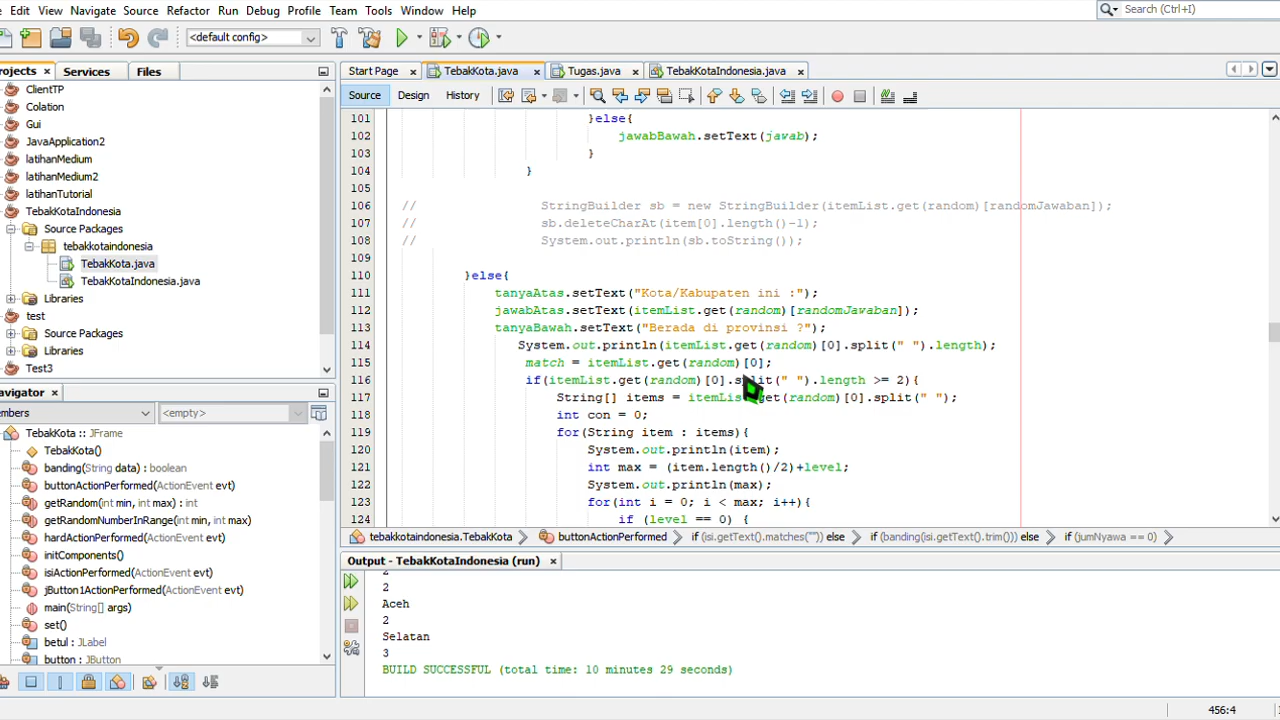 e Edit View Navigate Source Refactor Run Debug Profile Team Tools Window Help
Search (Ctrl+I)
<default config>
rojects × Services Files
ClientTP
Colation
Gui
JavaApplication2
latihanMedium
latihanMedium2
latihanTutorial
TebakKotaIndonesia
Source Packages
tebakkotaindonesia
TebakKota.java
TebakKotaIndonesia.java
Libraries
test
Source Packages
Libraries
Test3
avigator ×
embers <empty>
TebakKota :: JFrame
TebakKota()
banding(String data) : boolean
buttonActionPerformed(ActionEvent evt)
getRandom(int min, int max) : int
getRandomNumberInRange(int min, int max)
hardActionPerformed(ActionEvent evt)
initComponents()
isiActionPerformed(ActionEvent evt)
jButton1ActionPerformed(ActionEvent evt)
main(String[] args)
set()
betul : JLabel
button : JButton
Start Page × TebakKota.java × Tugas.java × TebakKotaIndonesia.java ×
Source Design History
101 }else{
102 jawabBawah.setText(jawab);
103 }
104 }
105
106 // StringBuilder sb = new StringBuilder(itemList.get(random)[randomJawaban]);
107 // sb.deleteCharAt(item[0].length()-1);
108 // System.out.println(sb.toString());
109
110 }else{
111 tanyaAtas.setText("Kota/Kabupaten ini :");
112 jawabAtas.setText(itemList.get(random)[randomJawaban]);
113 tanyaBawah.setText("Berada di provinsi ?");
114 System.out.println(itemList.get(random)[0].split(" ").length);
115 match = itemList.get(random)[0];
116 if(itemList.get(random)[0].split(" ").length >= 2){
117 String[] items = itemList.get(random)[0].split(" ");
118 int con = 0;
119 for(String item : items){
120 System.out.println(item);
121 int max = (item.length()/2)+level;
122 System.out.println(max);
123 for(int i = 0; i < max; i++){
124 if (level == 0) {
tebakkotaindonesia.TebakKota buttonActionPerformed if (isi.getText().matches("")) else if (banding(isi.getText().trim())) else if (jumNyawa == 0) else
Output - TebakKotaIndonesia (run) ×
2
2
Aceh
2
Selatan
3
BUILD SUCCESSFUL (total time: 10 minutes 29 seconds)
456:4